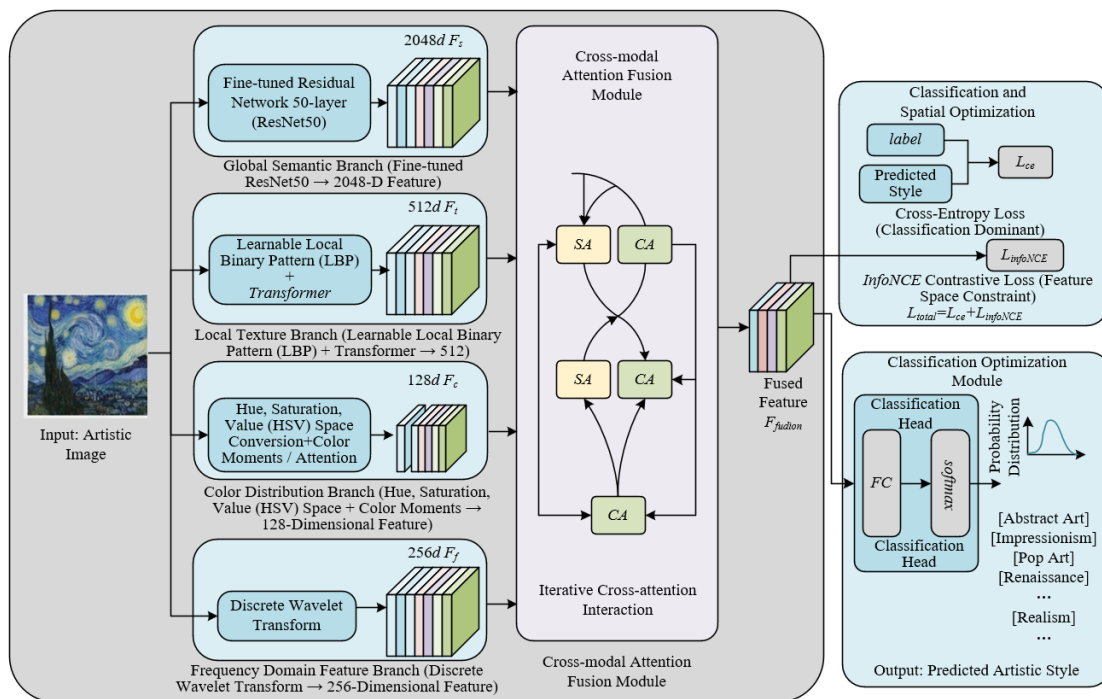 Input: Artistic
Image
2048d Fs
Fine-tuned Residual
Network 50-layer
(ResNet50)
Global Semantic Branch (Fine-tuned
ResNet50 → 2048-D Feature)
512d Ft
Learnable Local
Binary Pattern (LBP)
+
Transformer
Local Texture Branch (Learnable Local Binary
Pattern (LBP) + Transformer → 512)
128d Fc
Hue, Saturation,
Value (HSV) Space
Conversion+Color
Moments / Attention
Color Distribution Branch (Hue, Saturation,
Value (HSV) Space + Color Moments →
128-Dimensional Feature)
256d Ff
Discrete Wavelet
Transform
Frequency Domain Feature Branch (Discrete
Wavelet Transform → 256-Dimensional Feature)
Cross-modal
Attention Fusion
Module
SA
CA
SA
CA
CA
Iterative Cross-attention
Interaction
Cross-modal Attention
Fusion Module
Fused
Feature
Ffudion
Classification and
Spatial Optimization
label
Predicted
Style
Lce
Cross-Entropy Loss
(Classification Dominant)
LinfoNCE
InfoNCE Contrastive Loss (Feature
Space Constraint)
Ltotal=Lce+LinfoNCE
Classification Optimization
Module
Classification
Head
FC
softmax
Classification
Head
Probability
Distribution
[Abstract Art]
[Impressionism]
[Pop Art]
[Renaissance]
...
[Realism]
...
Output: Predicted Artistic Style